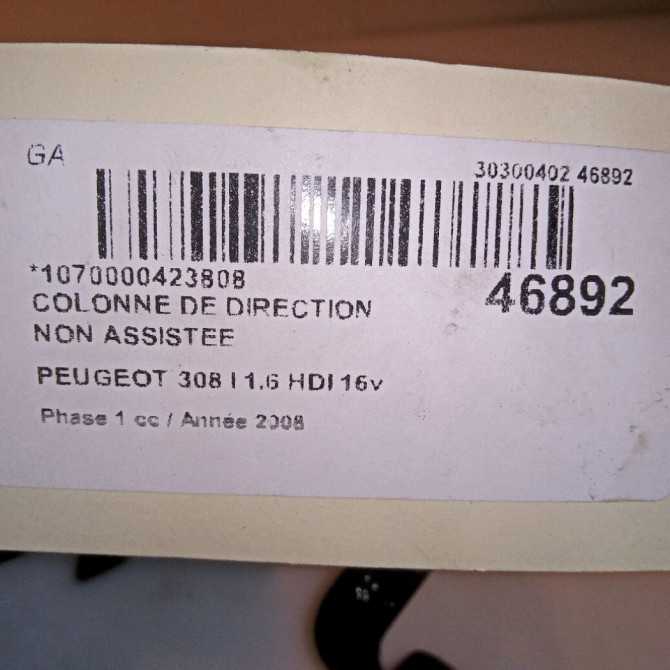 GA
30300402 46892
*1070000423808
46892
COLONNE DE DIRECTION
NON ASSISTEE
PEUGEOT 308 I 1.6 HDI 16v
Phase 1 cc / Année 2008